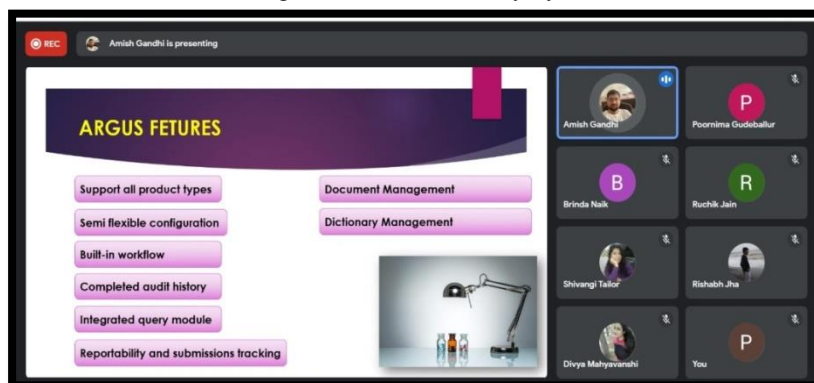 REC
Amish Gandhi is presenting
ARGUS FETURES
Support all product types
Semi flexible configuration
Built-in workflow
Completed audit history
Integrated query module
Reportability and submissions tracking
Document Management
Dictionary Management
Amish Gandhi
P
Poornima Gudeballur
B
Brinda Naik
R
Ruchik Jain
Shivangi Tailor
Rishabh Jha
Divya Mahyavanshi
P
You